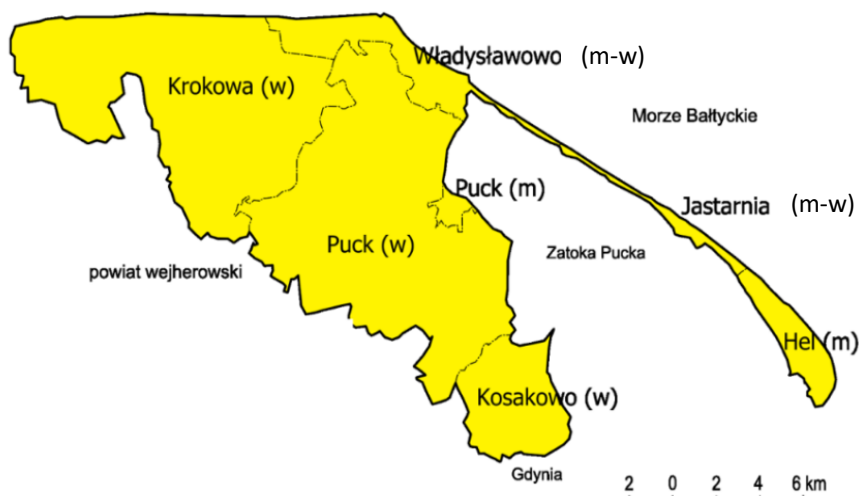 Władysławowo (m-w)
Krokowa (w)
Morze Bałtyckie
Puck (m)
Jastarnia (m-w)
Puck (w)
Zatoka Pucka
powiat wejherowski
Hel (m)
Kosakowo (w)
Gdynia
2 0 2 4 6 km